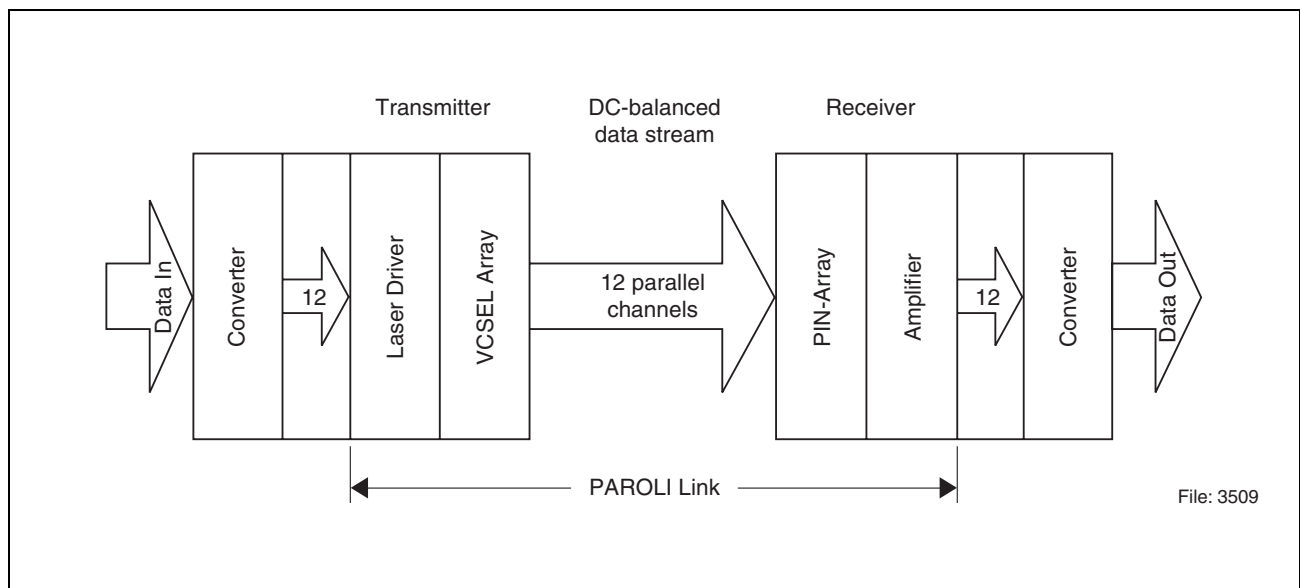 Transmitter
DC-balanced
data stream
Receiver
Data In
Converter
12
Laser Driver
VCSEL Array
12 parallel
channels
PIN-Array
Amplifier
12
Converter
Data Out
PAROLI Link
File: 3509